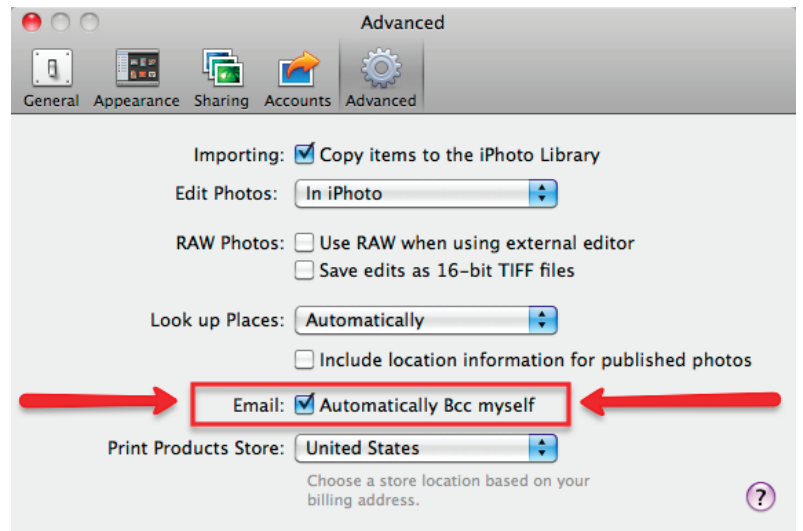 Advanced
General Appearance Sharing Accounts Advanced
Importing: Copy items to the iPhoto Library
Edit Photos: In iPhoto
RAW Photos: Use RAW when using external editor
Save edits as 16-bit TIFF files
Look up Places: Automatically
Include location information for published photos
Email: Automatically Bcc myself
Print Products Store: United States
Choose a store location based on your
billing address.
?